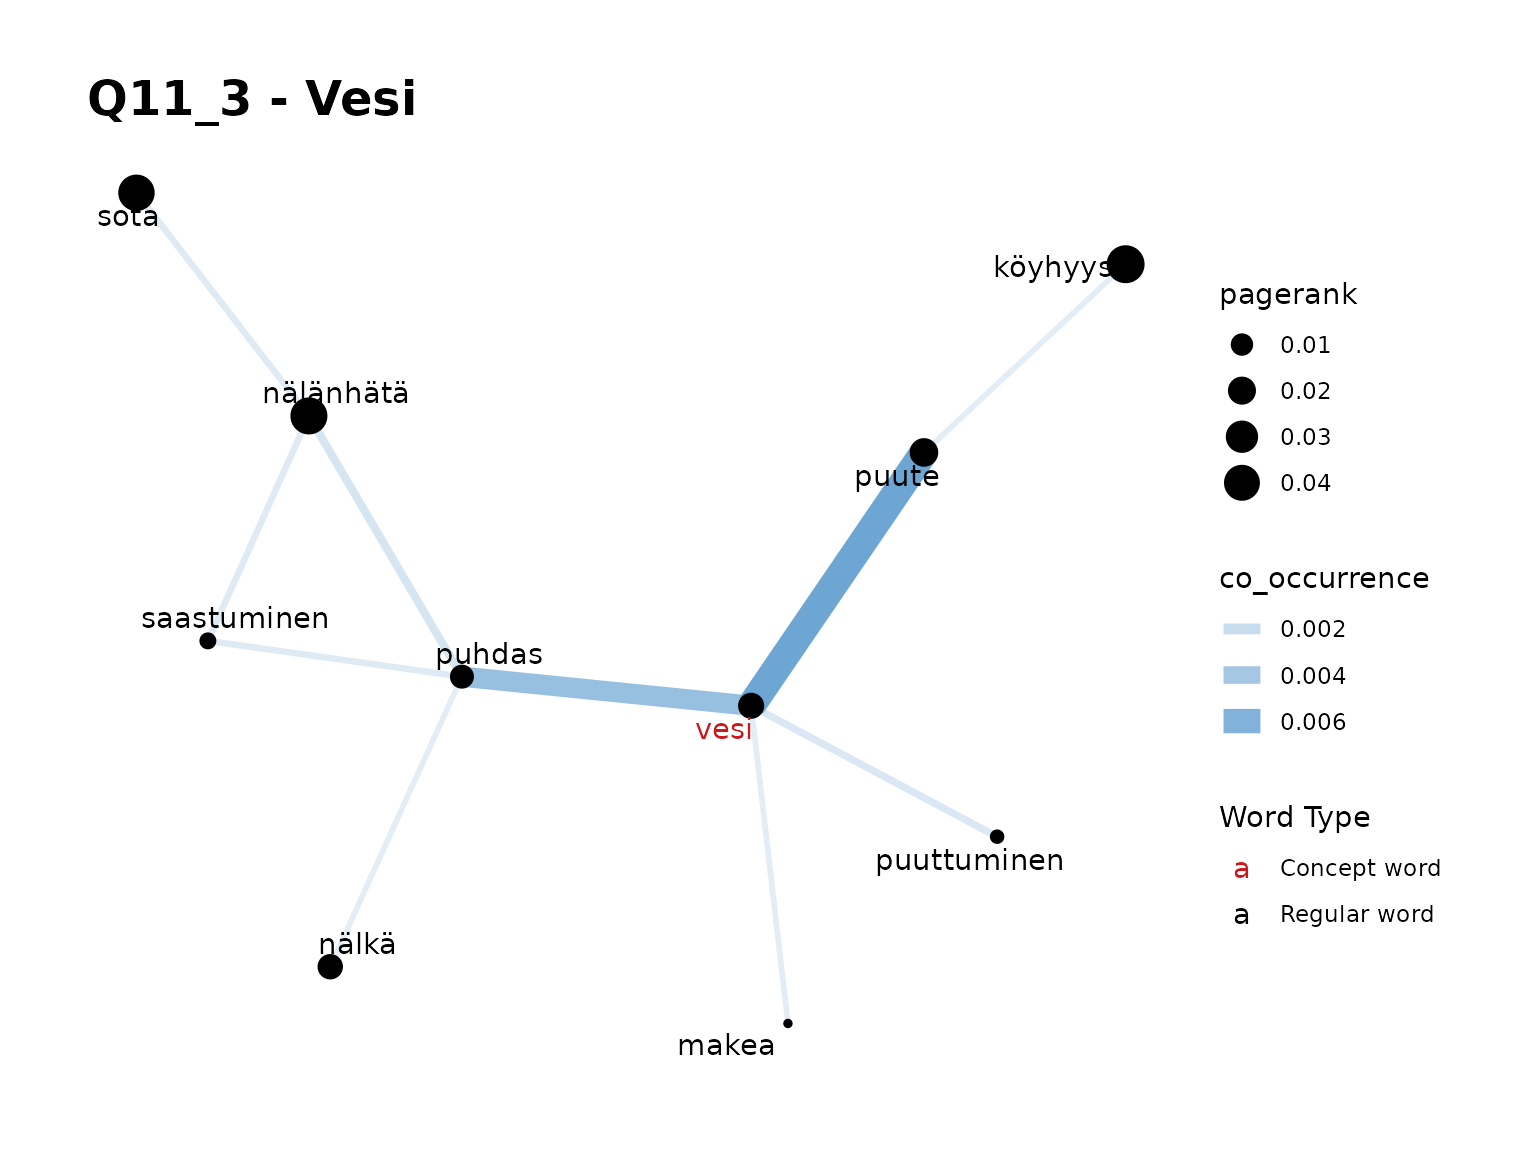 Q11_3 - Vesi
sota
köyhyys
nälänhätä
puute
saastuminen
puhdas
vesi
puuttuminen
nälkä
makea
pagerank
0.01
0.02
0.03
0.04
co_occurrence
0.002
0.004
0.006
Word Type
a Concept word
a Regular word